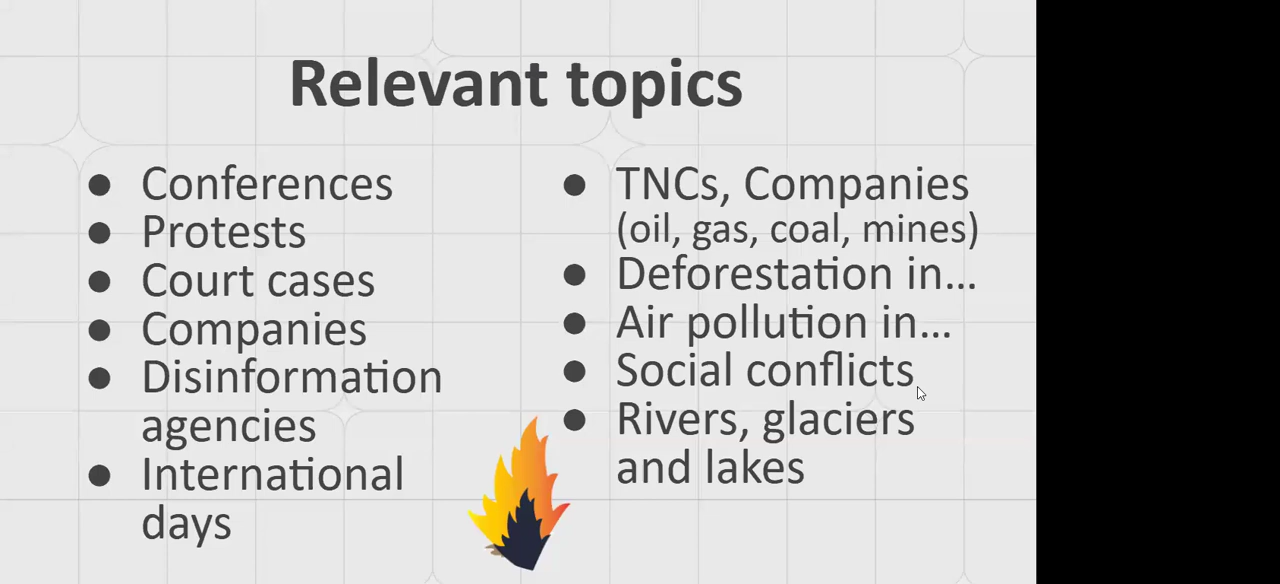 Relevant topics
● Conferences
● Protests
● Court cases
● Companies
● Disinformation
agencies
● International
days
● TNCs, Companies
(oil, gas, coal, mines)
● Deforestation in...
● Air pollution in...
● Social conflicts
● Rivers, glaciers
and lakes